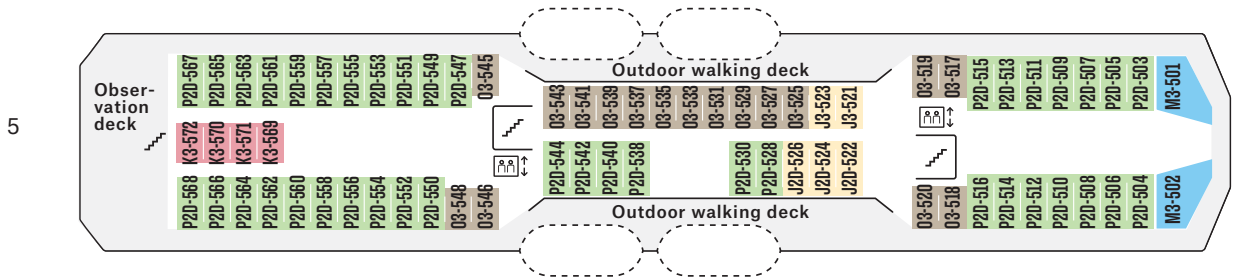 5
Obser-
vation
deck
P2D-567
P2D-565
P2D-563
P2D-561
P2D-559
P2D-557
P2D-555
P2D-553
P2D-551
P2D-549
P2D-547
O3-545
K3-572
K3-570
K3-571
K3-569
P2D-568
P2D-566
P2D-564
P2D-562
P2D-560
P2D-558
P2D-556
P2D-554
P2D-552
P2D-550
O3-548
O3-546
Outdoor walking deck
O3-543
O3-541
O3-539
O3-537
O3-535
O3-533
O3-531
O3-529
O3-527
O3-525
J3-523
J3-521
P2D-544
P2D-542
P2D-540
P2D-538
P2D-530
P2D-528
J2D-526
J2D-524
J2D-522
Outdoor walking deck
O3-519
O3-517
P2D-515
P2D-513
P2D-511
P2D-509
P2D-507
P2D-505
P2D-503
M3-501
O3-520
O3-518
P2D-516
P2D-514
P2D-512
P2D-510
P2D-508
P2D-506
P2D-504
M3-502